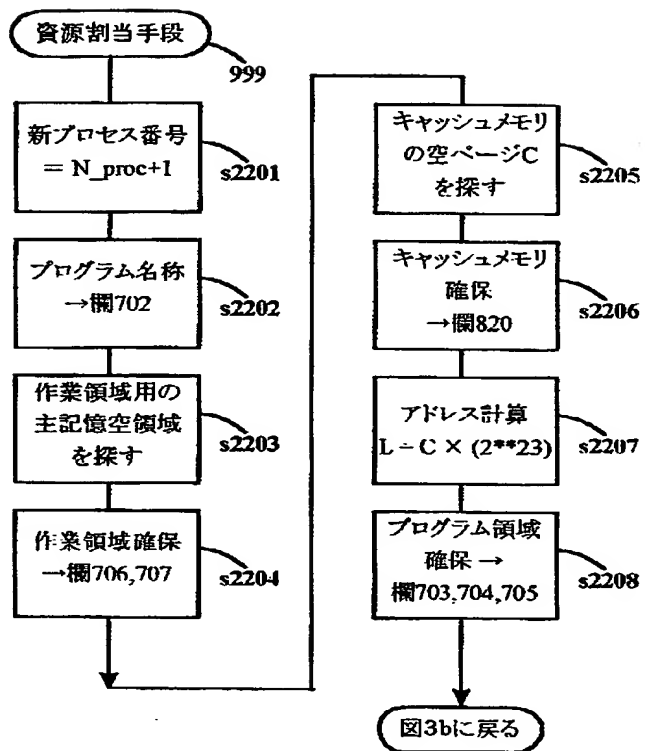 資源割当手段
999
新プロセス番号
= N_proc+1
s2201
プログラム名称
→欄702
s2202
作業領域用の
主記憶空領域
を探す
s2203
作業領域確保
→欄706,707
s2204
キャッシュメモリ
の空ページC
を探す
s2205
キャッシュメモリ
確保
→欄820
s2206
アドレス計算
L = C × (2**23)
s2207
プログラム領域
確保 →
欄703,704,705
s2208
図3bに戻る